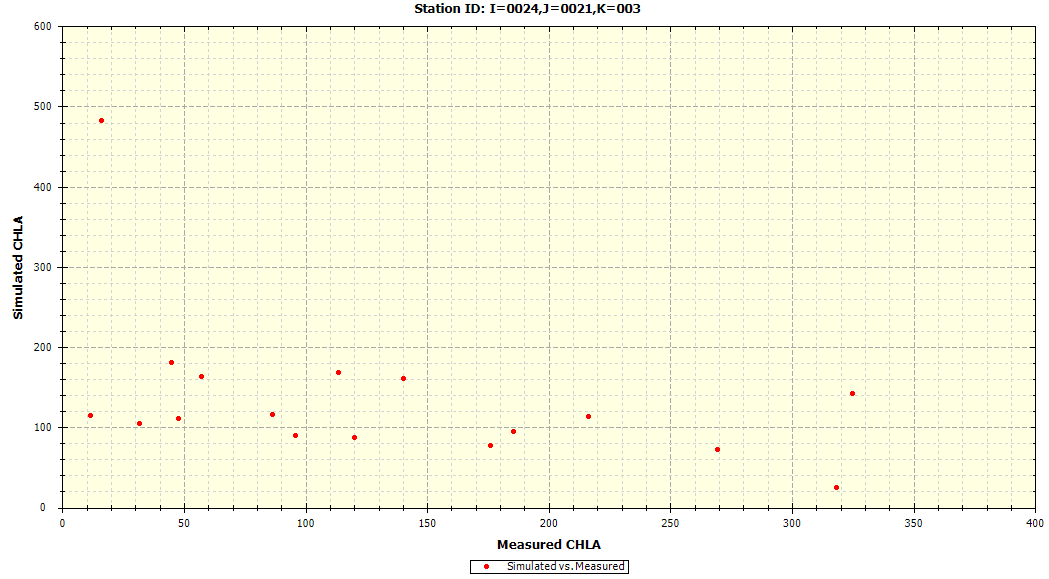 Station ID: I=0024,J=0021,K=003
600
500
400
300
200
100
0
Simulated CHLA
0 50 100 150 200 250 300 350 400
Measured CHLA
Simulated vs. Measured